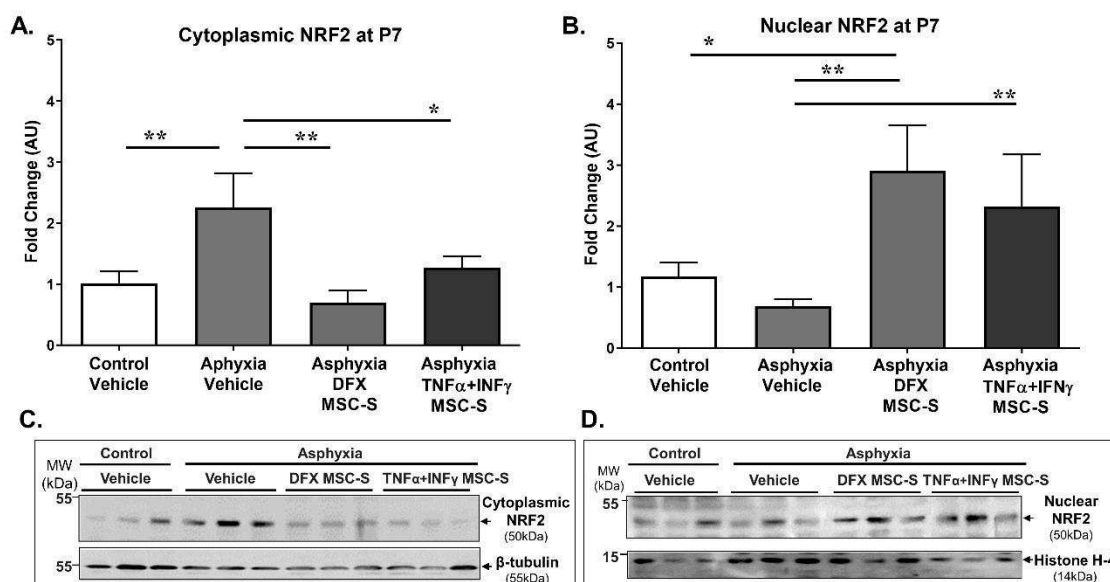 A.
Cytoplasmic NRF2 at P7
Fold Change (AU)
5
4
3
2
1
0
**
**
*
Control
Vehicle
Aphyxia
Vehicle
Asphyxia
DFX
MSC-S
Asphyxia
TNFα+INFγ
MSC-S
B.
Nuclear NRF2 at P7
Fold Change (AU)
5
4
3
2
1
0
*
**
**
Control
Vehicle
Asphyxia
Vehicle
Asphyxia
DFX
MSC-S
Asphyxia
TNFα+IFNγ
MSC-S
C.
Control
Asphyxia
MW
(kDa)
Vehicle
Vehicle
DFX MSC-S
TNFα+INFγ MSC-S
55
Cytoplasmic
NRF2
(50kDa)
55
β-tubulin
(55kDa)
D.
Control
Asphyxia
MW
(kDa)
Vehicle
Vehicle
DFX MSC-S
TNFα+INFγ MSC-S
55
Nuclear
NRF2
(50kDa)
15
Histone H-
(14kDa)